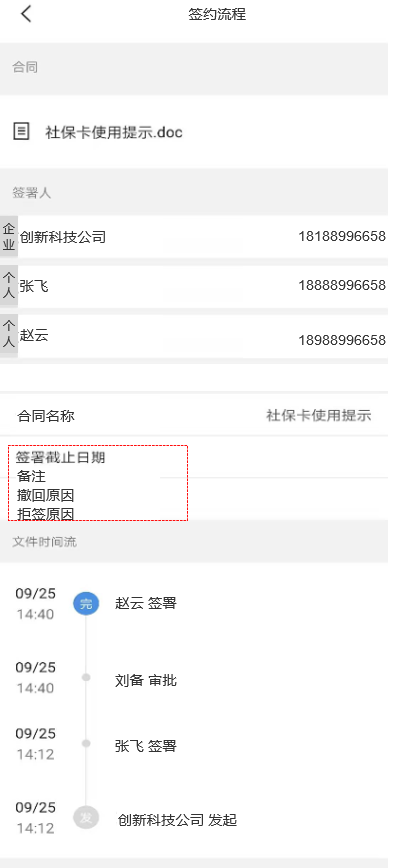 签约流程
合同
社保卡使用提示.doc
签署人
企业 创新科技公司 18188996658
个人 张飞 18888996658
个人 赵云 18988996658
合同名称 社保卡使用提示
签署截止日期
备注
撤回原因
拒签原因
文件时间流
09/25
14:40
完 赵云 签署
09/25
14:40
刘备 审批
09/25
14:12
张飞 签署
09/25
14:12
发 创新科技公司 发起